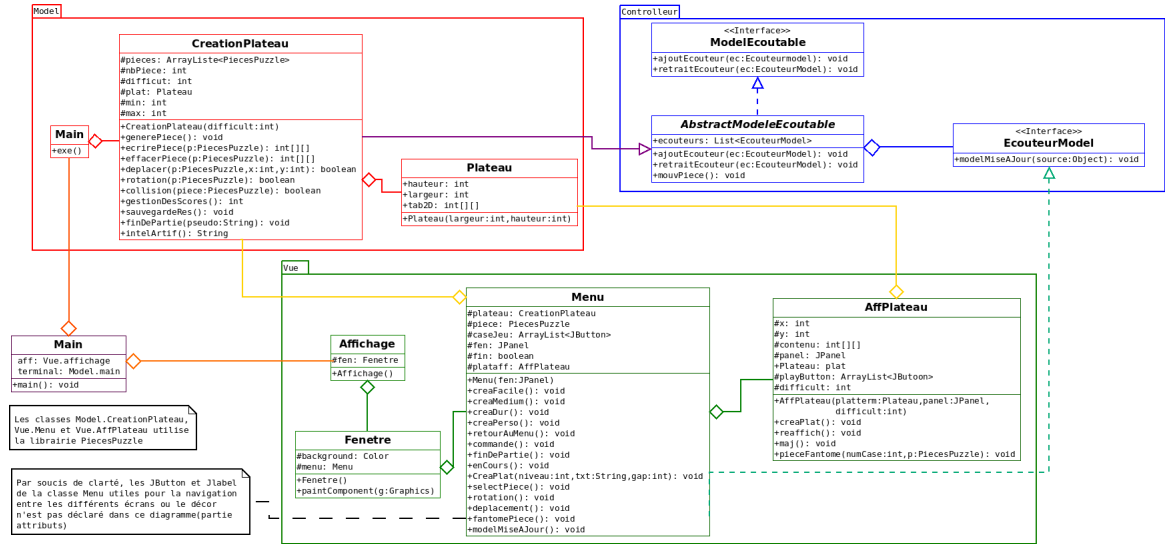 Model
CreationPlateau
#pieces: ArrayListe<PiecesPuzzle>
#nbPiece: int
#difficut: int
#plat: Plateau
#min: int
#max: int
+CreationPlateau(difficult:int)
+generePiece(): void
+ecrirePiece(p:PiecesPuzzle): int[][]
+effacerPiece(p:PiecesPuzzle): int[][]
+deplacer(p:PiecesPuzzle,x:int,y:int): boolean
+rotation(p:PiecesPuzzle): boolean
+collision(piece:PiecesPuzzle): boolean
+gestionDesScores(): int
+sauvegardeRes(): void
+finDePartie(pseudo:String): void
+intelArtif(): String
Main
+exe()
Plateau
+hauteur: int
+largeur: int
+tab2D: int[][]
+Plateau(largeur:int,hauteur:int)
Controlleur
<<Interface>>
ModelEcoutable
+ajoutEcouteur(ec:Ecouteurmodel): void
+retraitEcouteur(ec:EcouteurModel): void
AbstractModeleEcoutable
+ecouteurs: List<EcouteurModel>
+ajouteEcouteur(ec:EcouteurModel): void
+retraitEcouteur(ec:EcouteurModel): void
+mouvPiece(): void
<<Interface>>
EcouteurModel
+modelMiseAJour(source:Object): void
Main
aff: Vue.affichage
terminal: Model.main
+main(): void
Les classes Model.CreationPlateau,
Vue.Menu et Vue.AffPlateau utilise
la librairie PiecesPuzzle
Par soucis de clarté, les JButton et Jlabel
de la classe Menu utiles pour la navigation
entre les différents écrans ou le décor
n'est pas déclaré dans ce diagramme(partie
attributs)
Vue
Affichage
#fen: Fenetre
+Affichage()
Fenetre
#background: Color
#menu: Menu
+Fenetre()
+paintComponent(g:Graphics)
Menu
#plateau: CreationPlateau
#piece: PiecesPuzzle
#caseJeu: ArrayList<JButton>
#fen: JPanel
#fin: boolean
#plataff: AffPlateau
+Menu(fen:JPanel)
+creaFacile(): void
+creaMedium(): void
+creaDur(): void
+creaPerso(): void
+retourAuMenu(): void
+commande(): void
+finDePartie(): void
+enCours(): void
+CreaPlat(niveau:int,txt:String,gap:int): void
+selectPiece(): void
+rotation(): void
+deplacement(): void
+fantomePiece(): void
+modelMiseAJour(): void
AffPlateau
#x: int
#y: int
#contenu: int[][]
#panel: JPanel
+Plateau: plat
#playButton: ArrayList<JButoon>
#difficult: int
+AffPlateau(platterm:Plateau,panel:JPanel,
difficult:int)
+creaPlat(): void
+reaffich(): void
+maj(): void
+pieceFantome(numCase:int,p:PiecesPuzzle): void